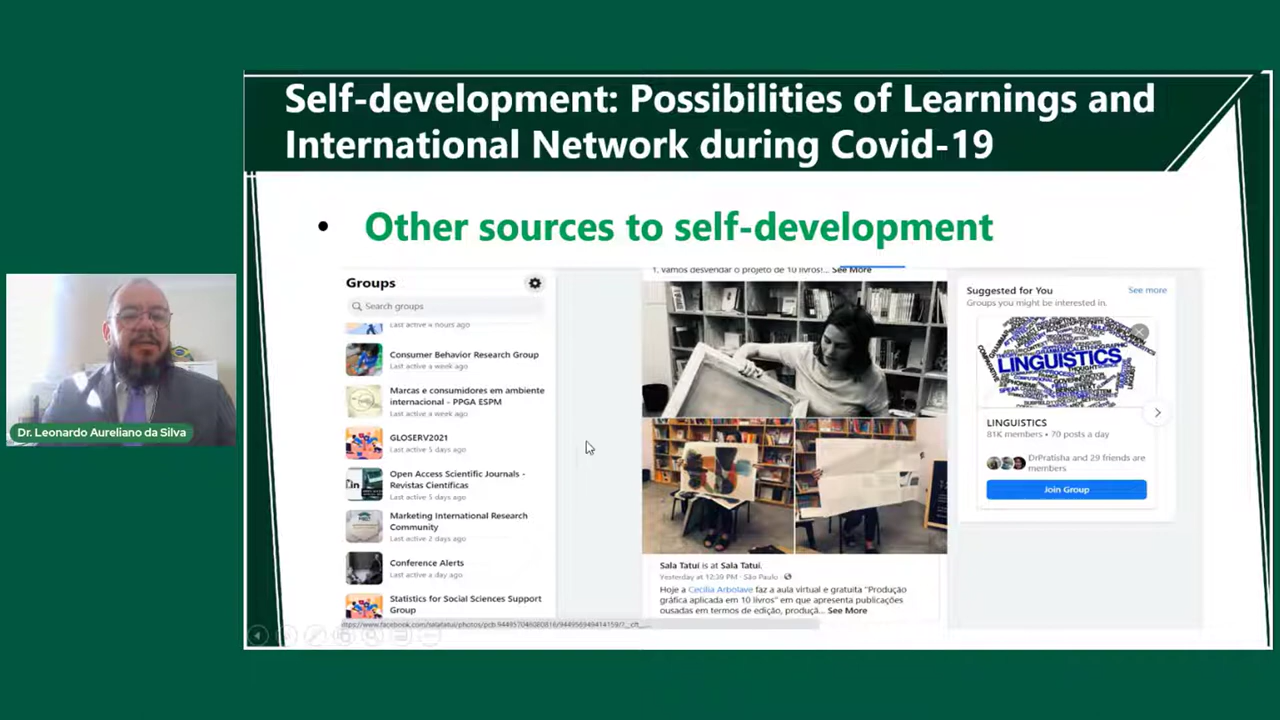 Self-development: Possibilities of Learnings and
International Network during Covid-19
• Other sources to self-development
Groups
Search groups
Last active 4 hours ago
Consumer Behavior Research Group
Last active a week ago
Marcas e consumidores em ambiente
internacional - PPGA ESPM
Last active a week ago
GLOSERV2021
Last active 5 days ago
Open Access Scientific Journals -
Revistas Científicas
Last active 5 days ago
Marketing International Research
Community
Last active 2 days ago
Conference Alerts
Last active a day ago
Statistics for Social Sciences Support
Group
1. vamos desvendar o projeto de 10 livros!... See More
Sala Tatuí is at Sala Tatuí.
Yesterday at 12:39 PM · São Paulo ·
Hoje a Cecilia Arbolave faz a aula virtual e gratuita "Produção
gráfica aplicada em 10 livros" em que apresenta publicações
ousadas em termos de edição, produçã... See More
Suggested for You
See more
Groups you might be interested in.
LINGUISTICS
LINGUISTICS
81K members • 70 posts a day
DrPratisha and 29 friends are
members
Join Group
Dr. Leonardo Aureliano da Silva